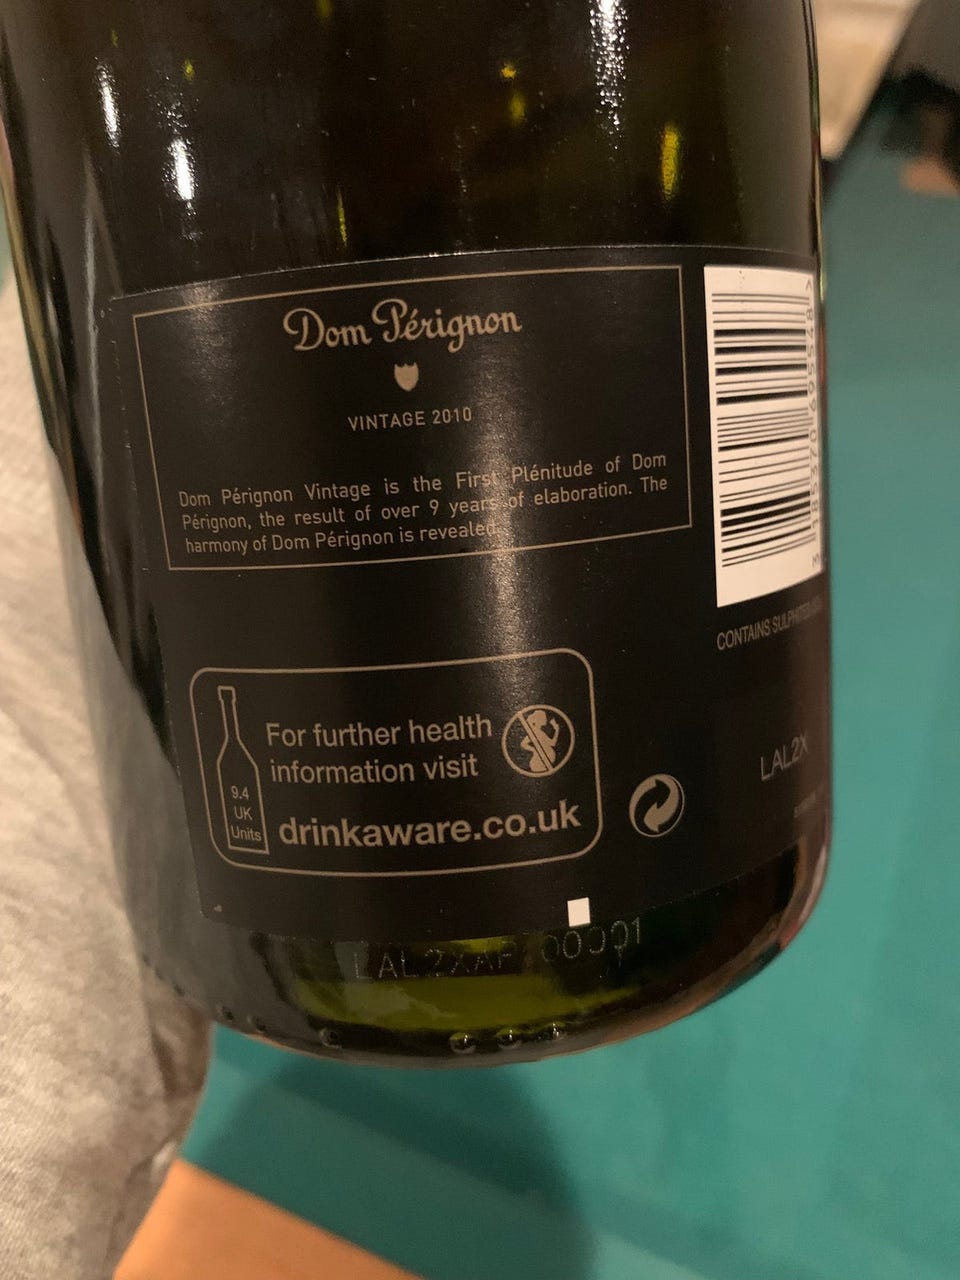 Dom Pérignon
VINTAGE 2010
Dom Pérignon Vintage is the First Plénitude of Dom
Pérignon, the result of over 9 years of elaboration. The
harmony of Dom Pérignon is revealed.
CONTAINS
LAL2X
For further health
information visit
drinkaware.co.uk
9.4
UK
Units
LAL2XAP 00001